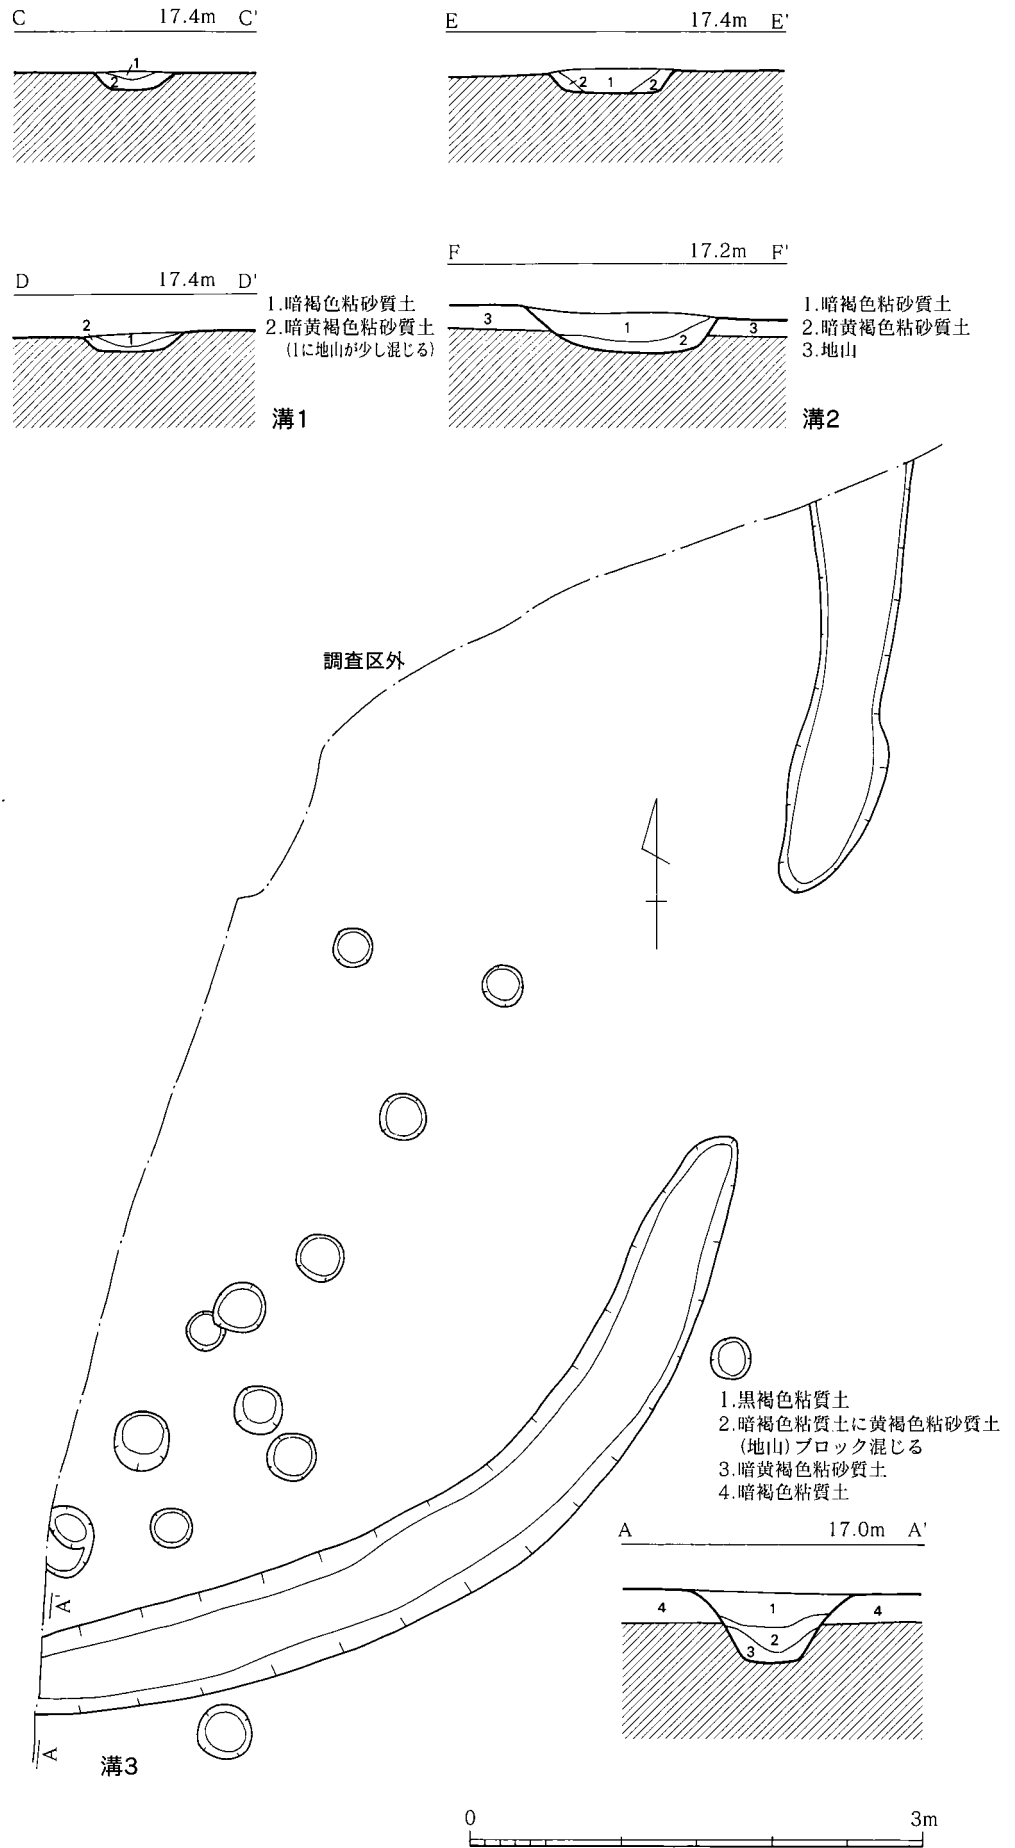 C 17.4m C'
1
2
E 17.4m E'
2 1 2
D 17.4m D'
2
1
1.暗褐色粘砂質土
2.暗黄褐色粘砂質土
(1に地山が少し混じる)
溝1
F 17.2m F'
3 1 2 3
1.暗褐色粘砂質土
2.暗黄褐色粘砂質土
3.地山
溝2
調査区外
1.黒褐色粘質土
2.暗褐色粘質土に黄褐色粘砂質土
(地山)ブロック混じる
3.暗黄褐色粘砂質土
4.暗褐色粘質土
A 17.0m A'
4 1 4
2
3
A'
A
溝3
0 3m